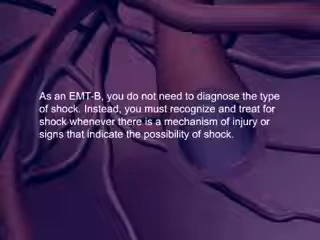 As an EMT-B, you do not need to diagnose the type
of shock. Instead, you must recognize and treat for
shock whenever there is a mechanism of injury or
signs that indicate the possibility of shock.